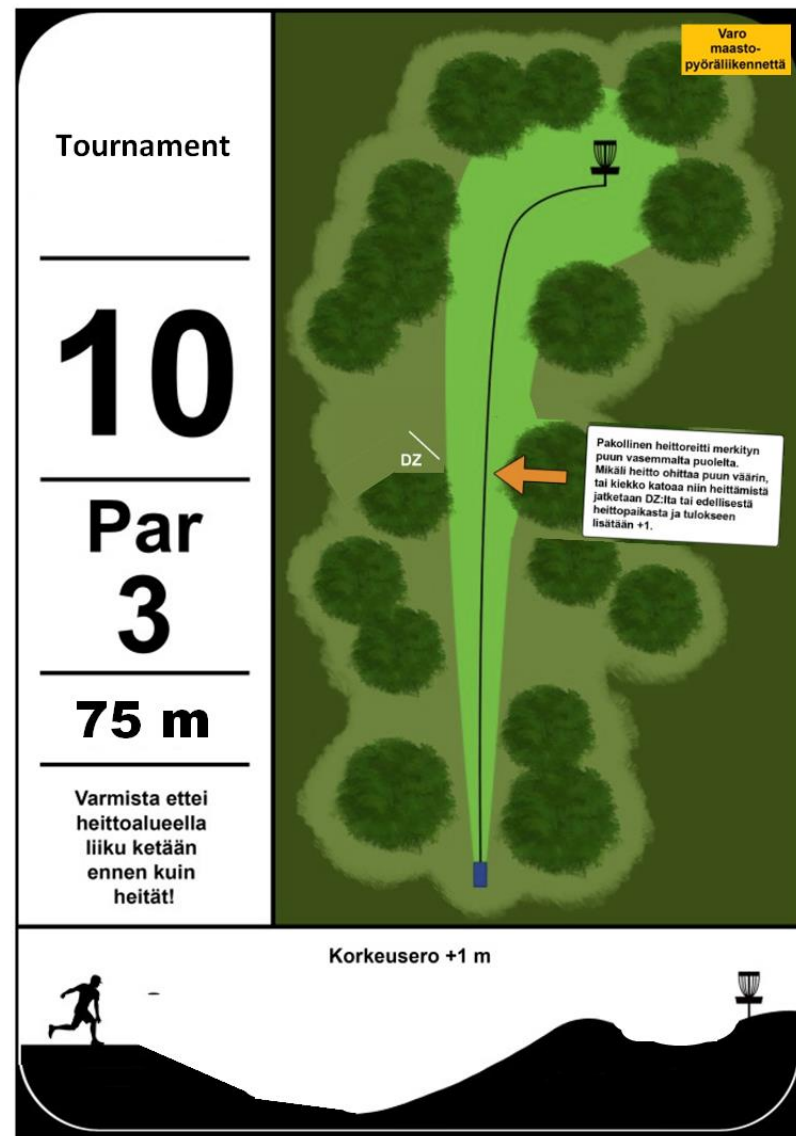 Tournament
10
Par
3
75 m
Varmista ettei
heittoalueella
liiku ketään
ennen kuin
heität!
Varo
maasto-
pyöräliikennettä
DZ
Pakollinen heittoreitti merkityn
puun vasemmalta puolelta.
Mikäli heitto ohittaa puun väärin,
tai kiekko katoaa niin heittämistä
jatketaan DZ:lta tai edellisestä
heittopaikasta ja tulokseen
lisätään +1.
Korkeusero +1 m